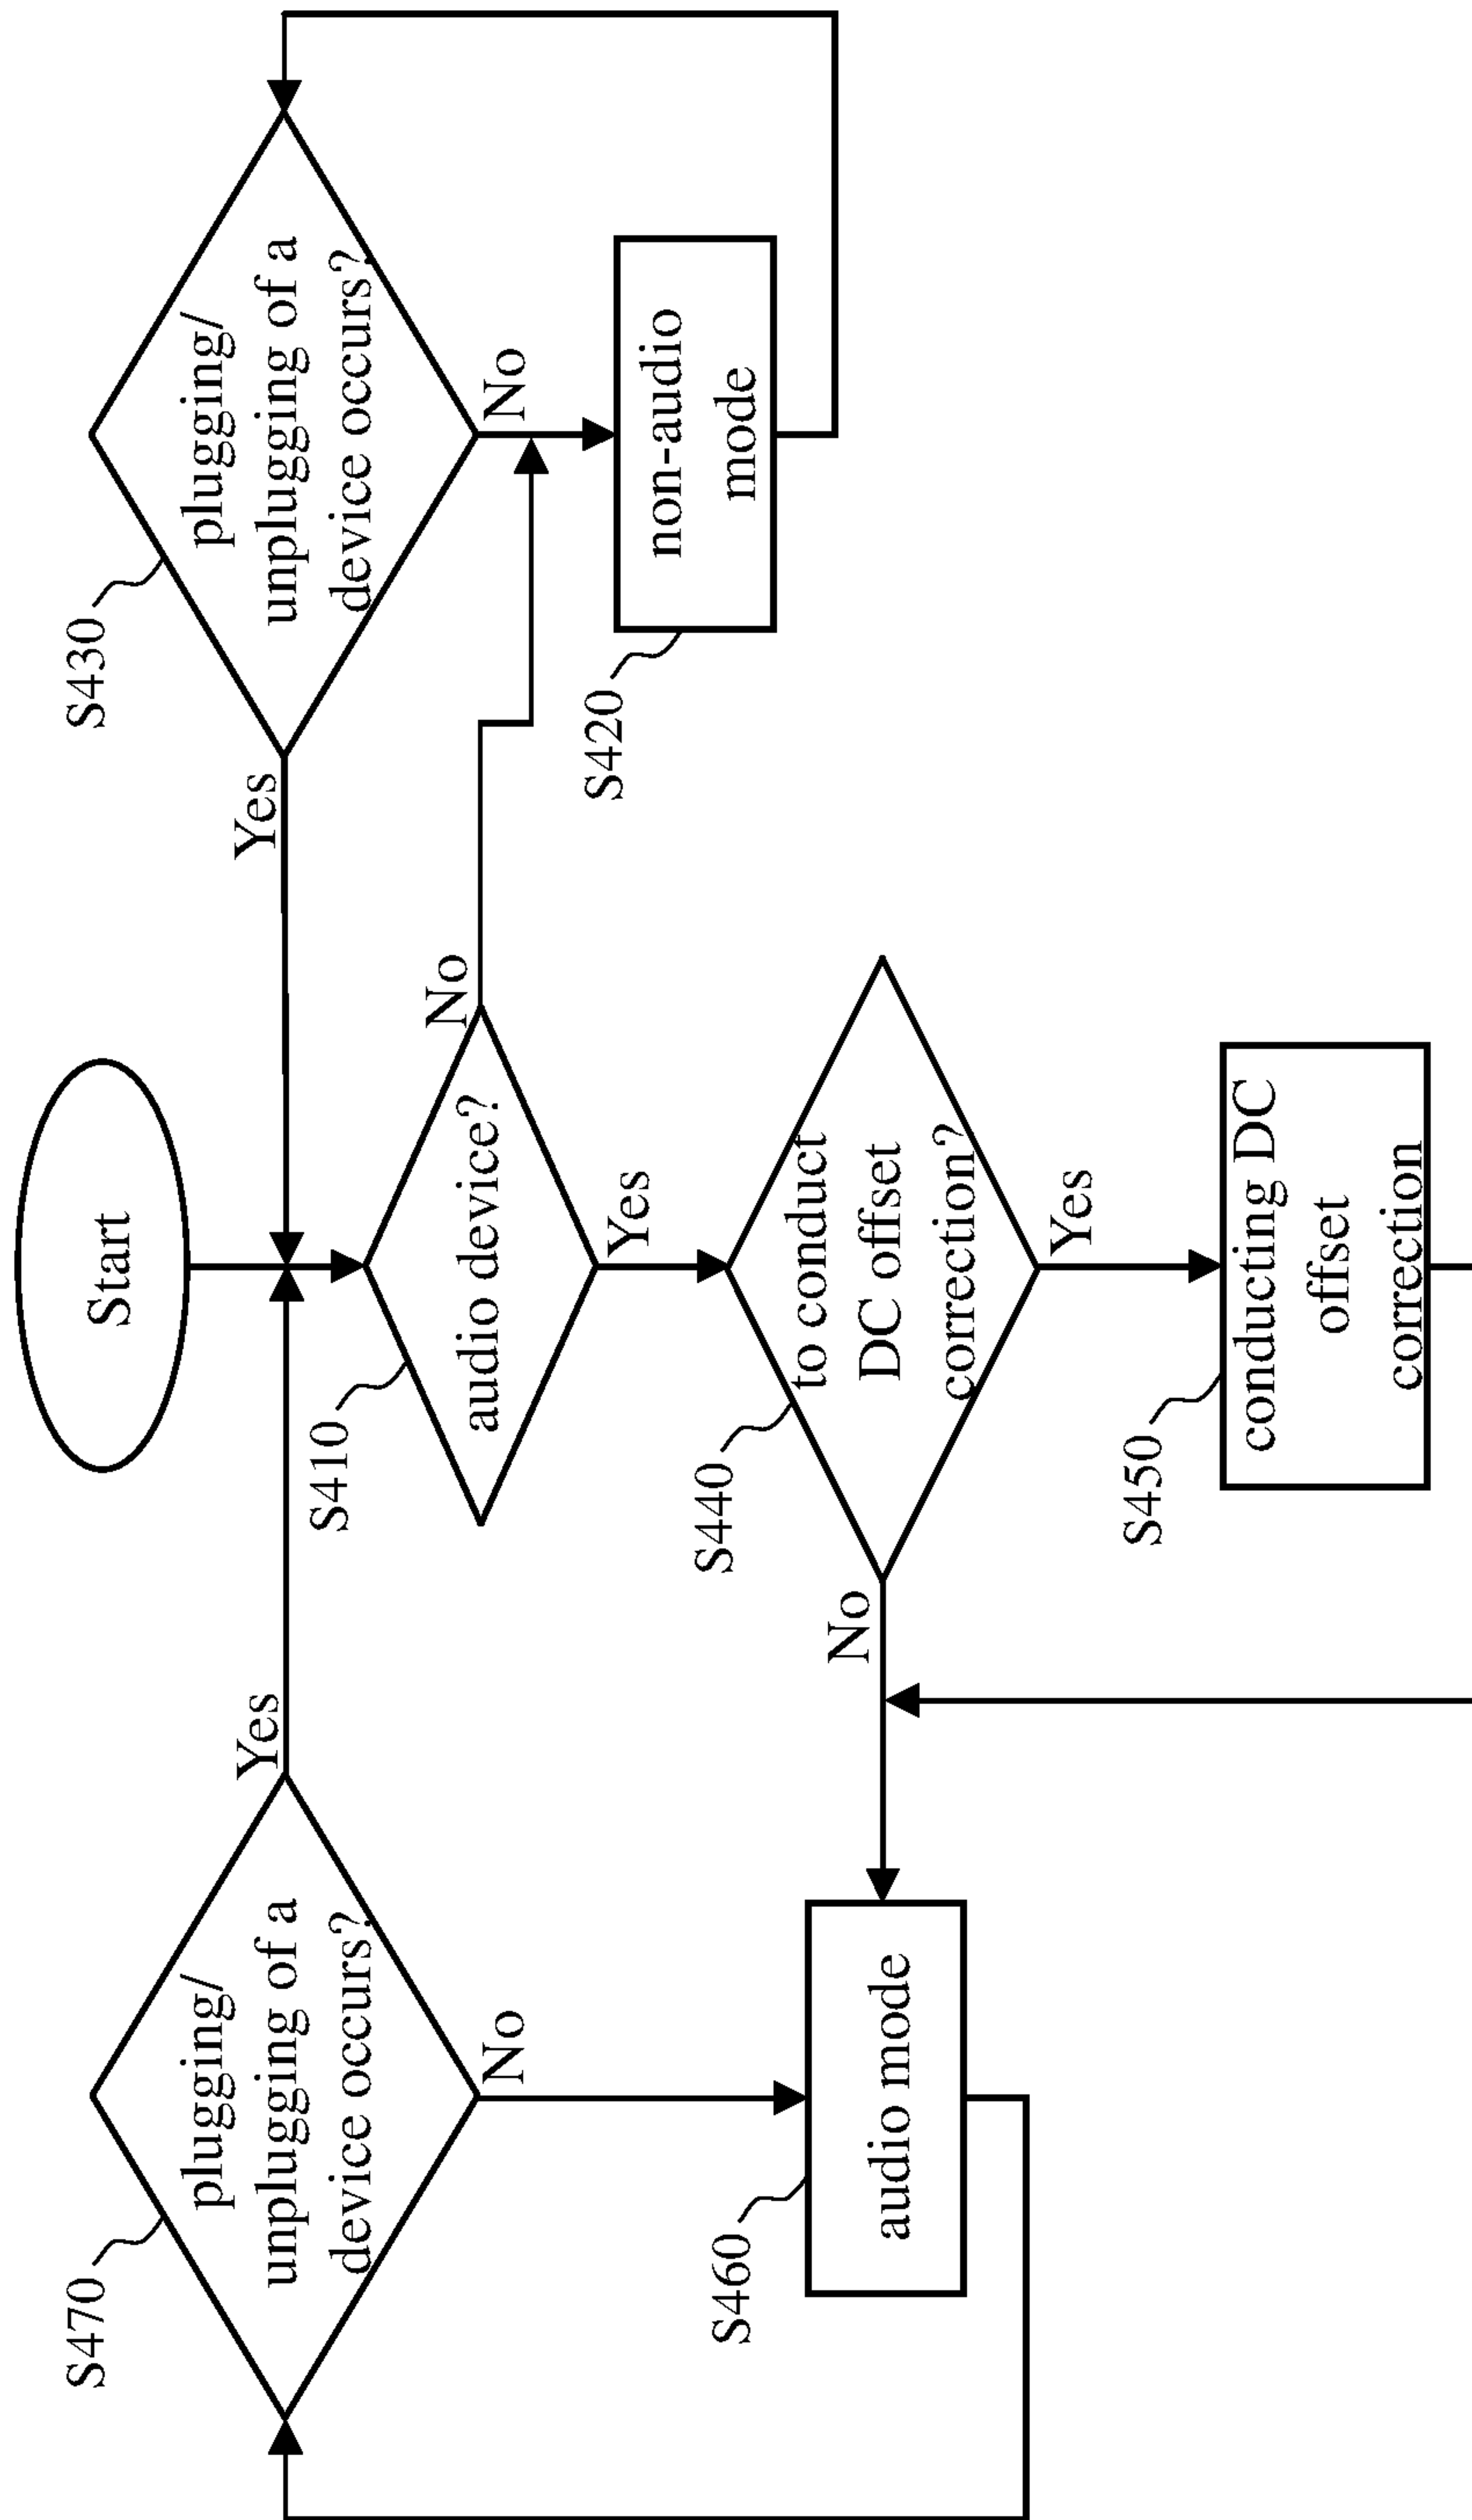 Start
S470
plugging/
unplugging of a
device occurs?
Yes
No
S430
plugging/
unplugging of a
device occurs?
Yes
No
S410
audio device?
No
Yes
S420
non-audio
mode
S440
to conduct
DC offset
correction?
No
Yes
S460
audio mode
S450
conducting DC
offset
correction